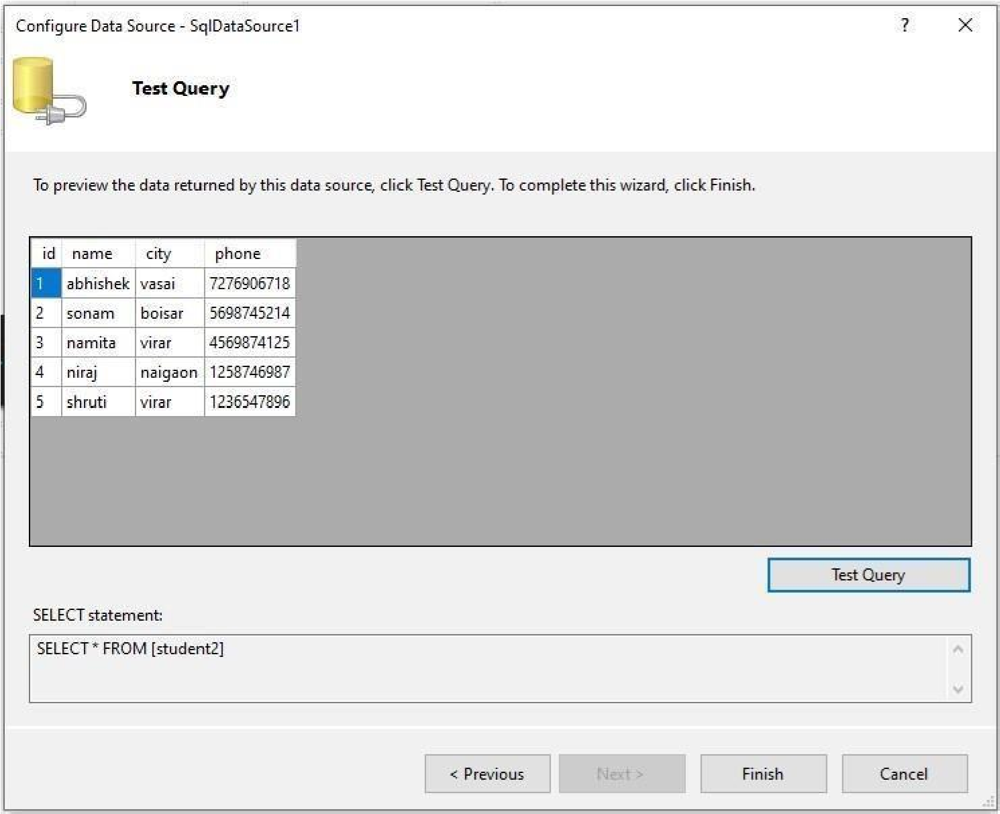 Configure Data Source - SqlDataSource1 ?
Test Query
To preview the data returned by this data source, click Test Query. To complete this wizard, click Finish.
id name city phone
1 abhishek vasai 7276906718
2 sonam boisar 5698745214
3 namita virar 4569874125
4 niraj naigaon 1258746987
5 shruti virar 1236547896
Test Query
SELECT statement:
SELECT * FROM [student2]
< Previous Next > Finish Cancel